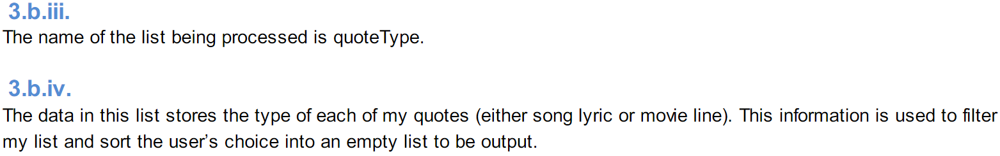 3.b.iii.
The name of the list being processed is quoteType.
3.b.iv.
The data in this list stores the type of each of my quotes (either song lyric or movie line). This information is used to filter
my list and sort the user’s choice into an empty list to be output.